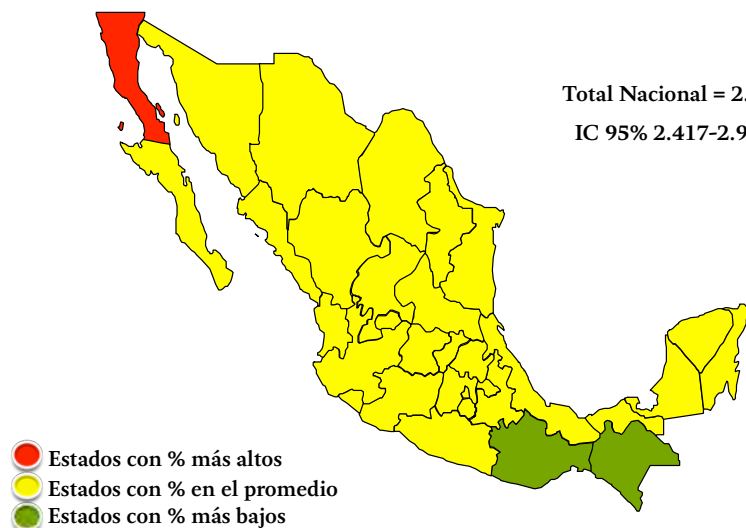 Total Nacional = 2.
IC 95% 2.417-2.9
Estados con % más altos
Estados con % en el promedio
Estados con % más bajos